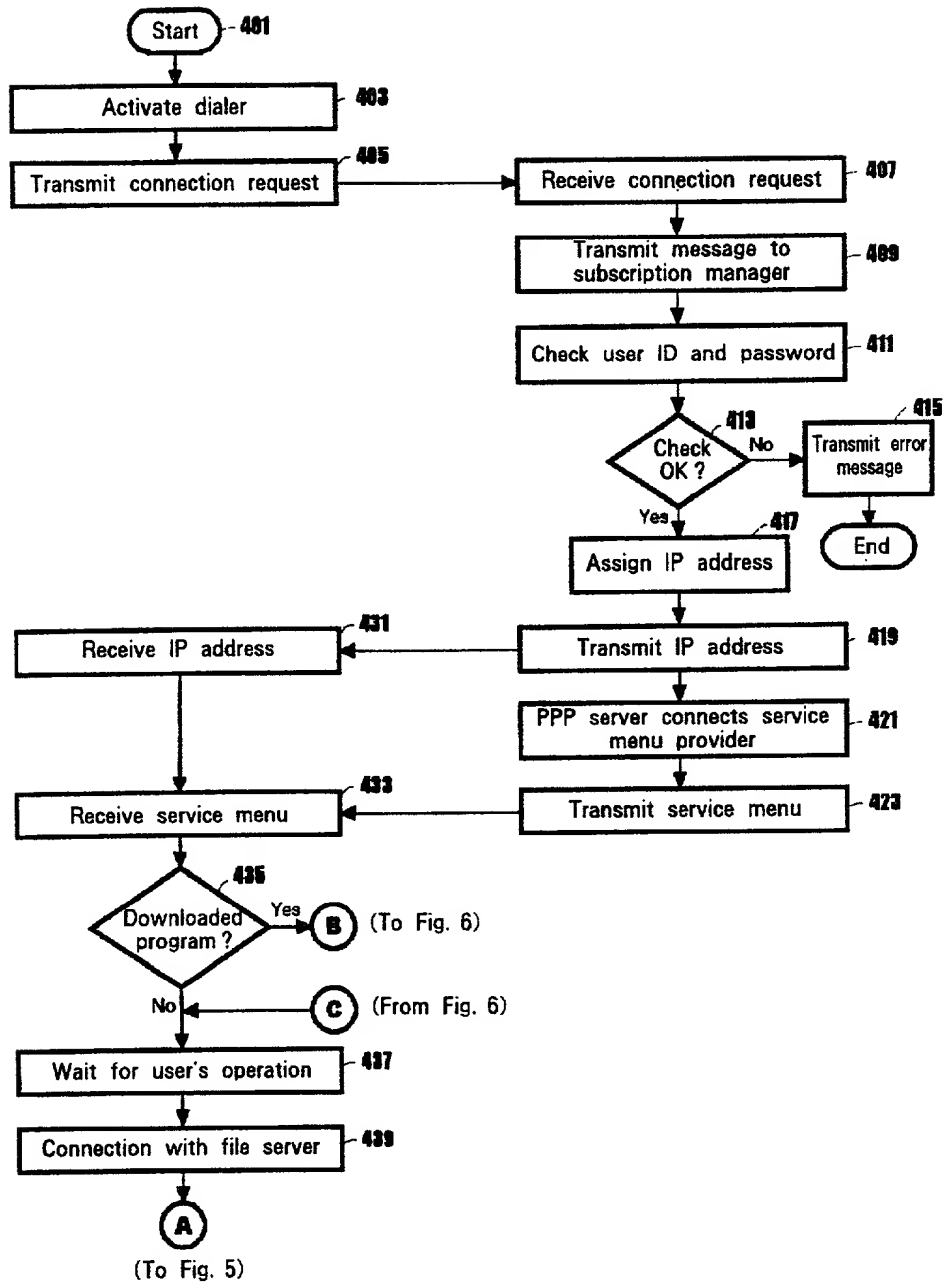 Start
401
Activate dialer
403
Transmit connection request
405
Receive connection request
407
Transmit message to
subscription manager
409
Check user ID and password
411
Check
OK ?
413
No
Transmit error
message
415
End
Yes
Assign IP address
417
Receive IP address
431
Transmit IP address
419
PPP server connects service
menu provider
421
Receive service menu
433
Transmit service menu
423
Downloaded
program ?
435
Yes
B
(To Fig. 6)
No
C
(From Fig. 6)
Wait for user's operation
437
Connection with file server
439
A
(To Fig. 5)